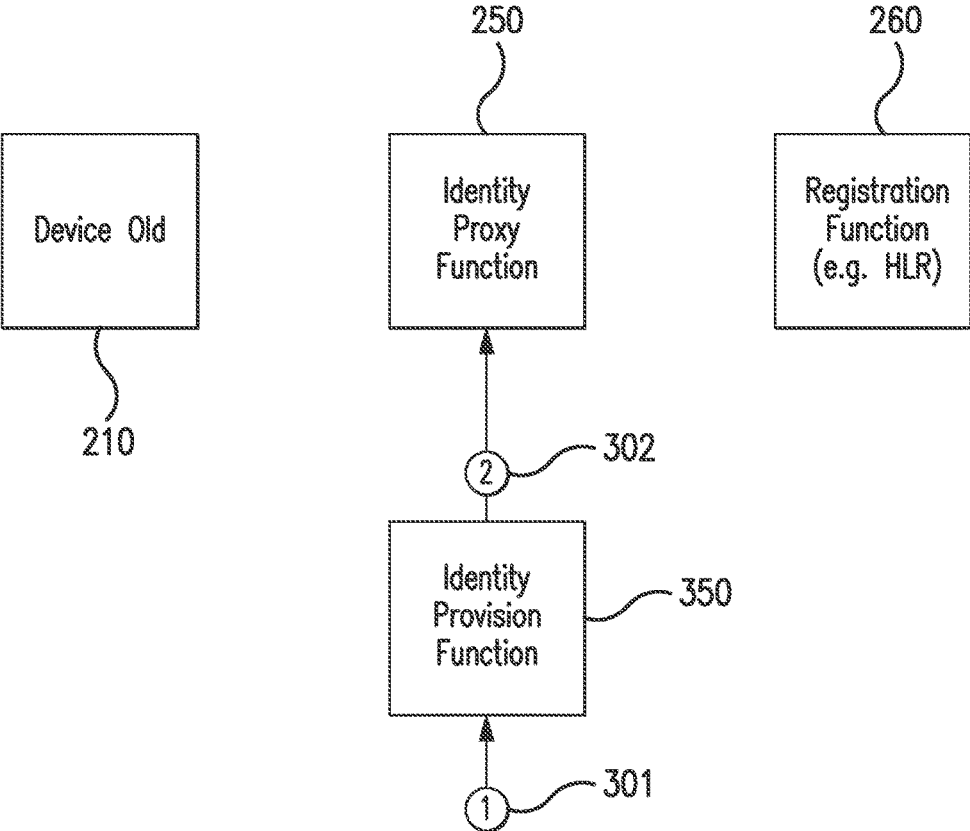 250
260
Device Old
Identity
Proxy
Function
Registration
Function
(e.g. HLR)
210
2
302
Identity
Provision
Function
350
1
301